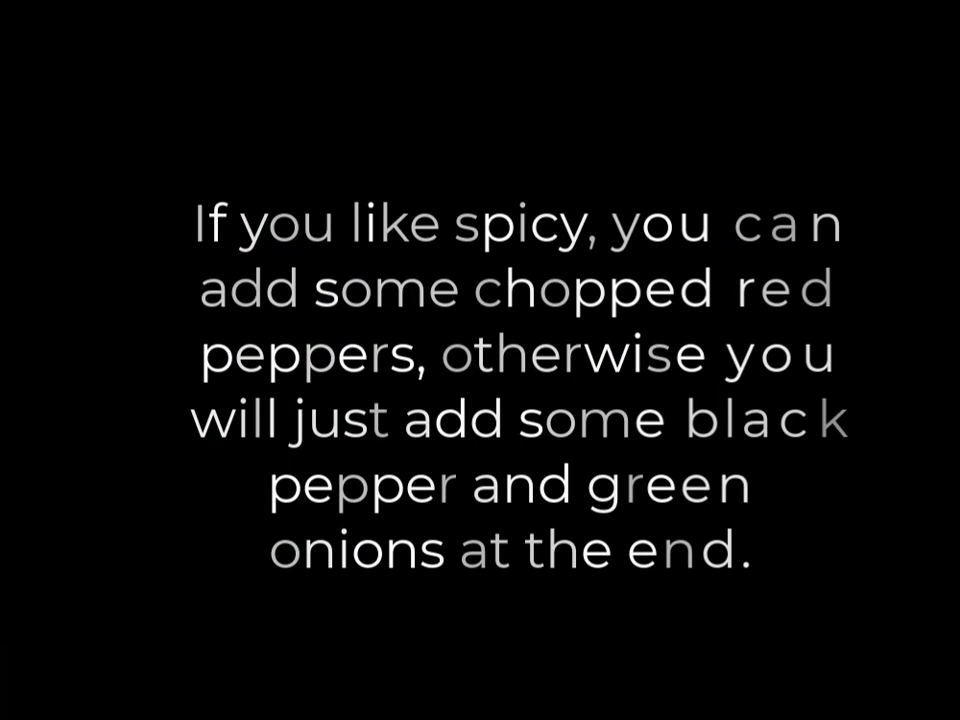 If you like spicy, you can
add some chopped red
peppers, otherwise you
will just add some black
pepper and green
onions at the end.